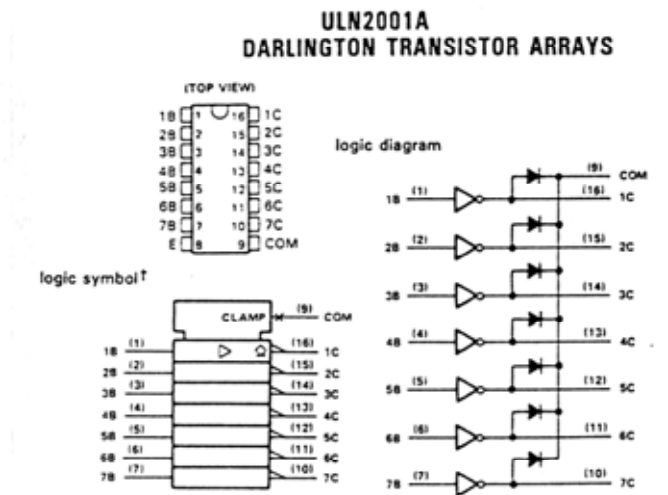 ULN2001A
DARLINGTON TRANSISTOR ARRAYS
(TOP VIEW)
1B 1 16 1C
2B 2 15 2C
3B 3 14 3C
4B 4 13 4C
5B 5 12 5C
6B 6 11 6C
7B 7 10 7C
E 8 9 COM
logic symbol†
CLAMP (9) COM
1B (1) (16) 1C
2B (2) (15) 2C
3B (3) (14) 3C
4B (4) (13) 4C
5B (5) (12) 5C
6B (6) (11) 6C
7B (7) (10) 7C
logic diagram
(9) COM
1B (1) (16) 1C
2B (2) (15) 2C
3B (3) (14) 3C
4B (4) (13) 4C
5B (5) (12) 5C
6B (6) (11) 6C
7B (7) (10) 7C